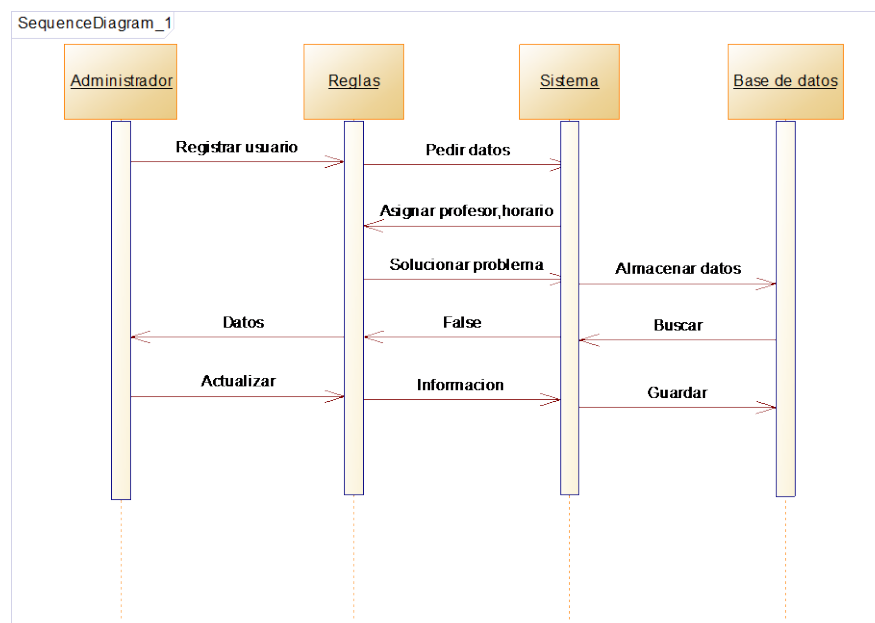 SequenceDiagram_1
Administrador
Reglas
Sistema
Base de datos
Registrar usuario
Pedir datos
Asignar profesor,horario
Solucionar problema
Almacenar datos
Datos
False
Buscar
Actualizar
Informacion
Guardar